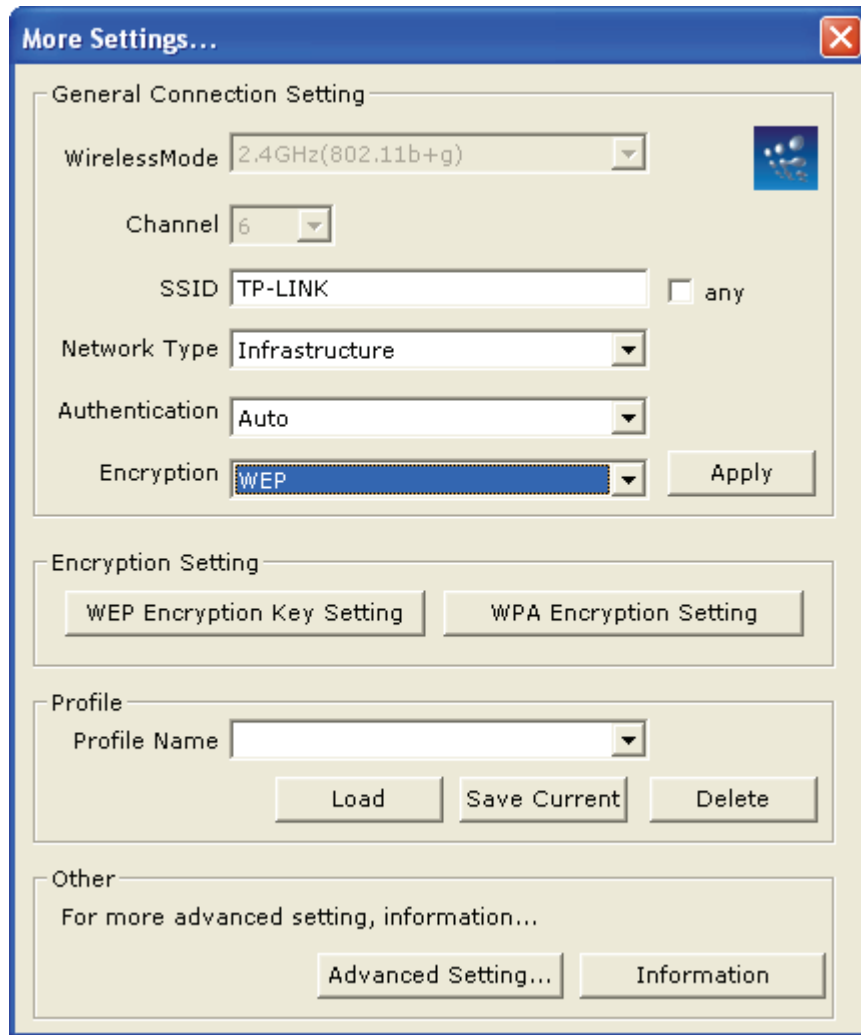 More Settings...
General Connection Setting
WirelessMode 2.4GHz(802.11b+g)
Channel 6
SSID TP-LINK any
Network Type Infrastructure
Authentication Auto
Encryption WEP Apply
Encryption Setting
WEP Encryption Key Setting WPA Encryption Setting
Profile
Profile Name
Load Save Current Delete
Other
For more advanced setting, information...
Advanced Setting... Information